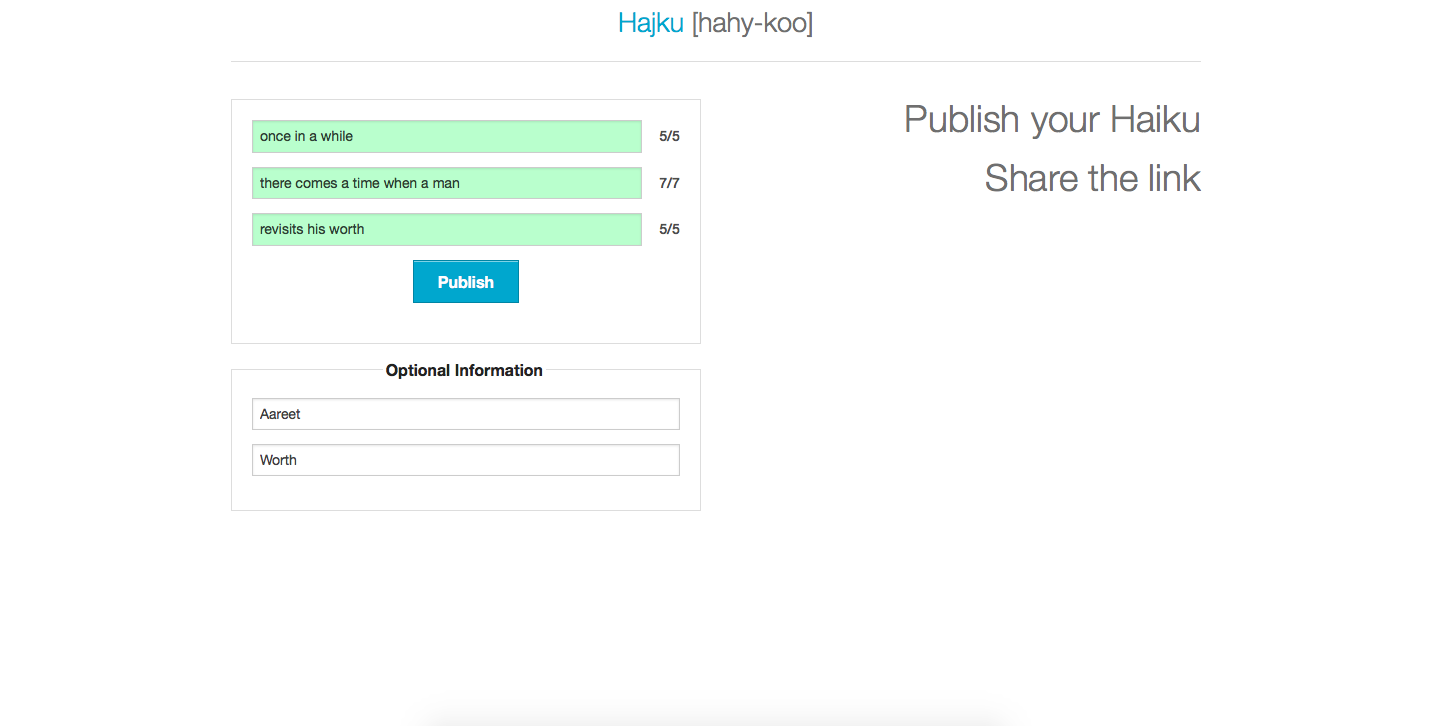 Hajku [hahy-koo]
once in a while 5/5
there comes a time when a man 7/7
revisits his worth 5/5
Publish
Optional Information
Aareet
Worth
Publish your Haiku
Share the link